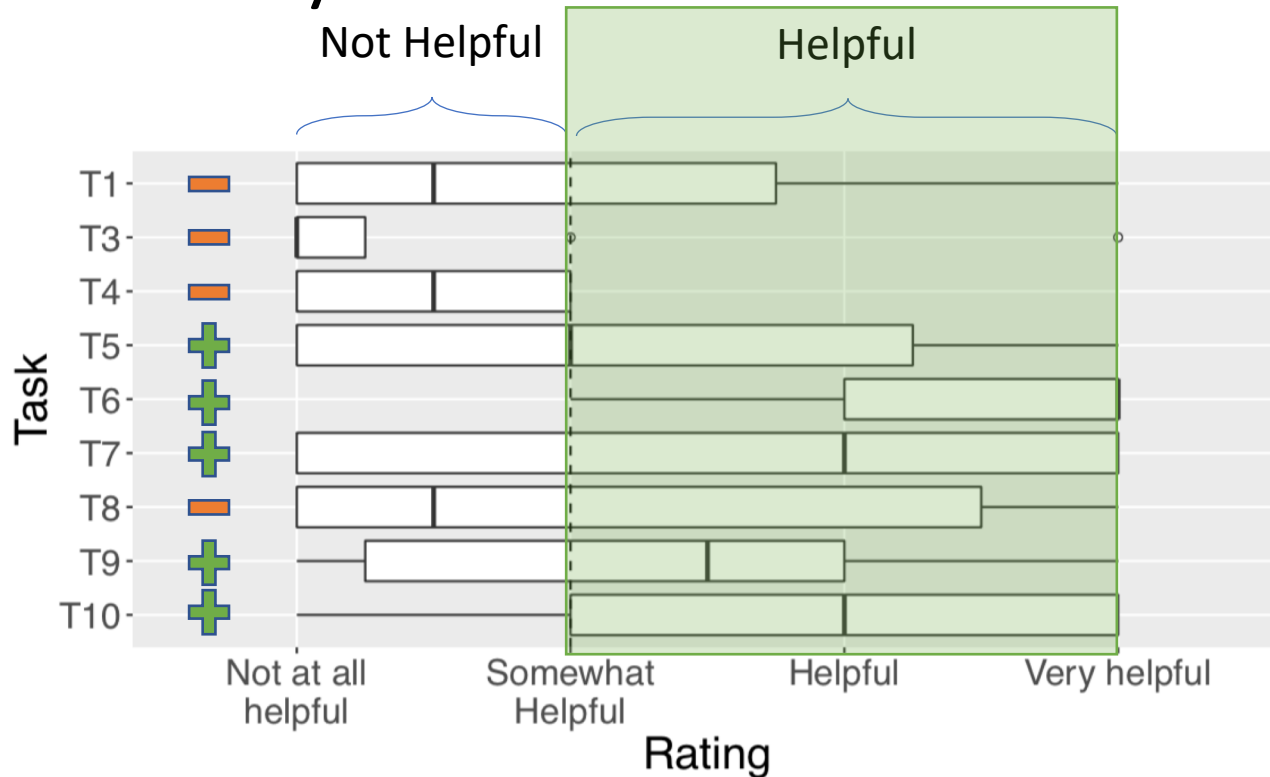 Not Helpful
Helpful
T1
T3
T4
T5
T6
T7
T8
T9
T10
Task
Not at all
helpful
Somewhat
Helpful
Helpful
Very helpful
Rating